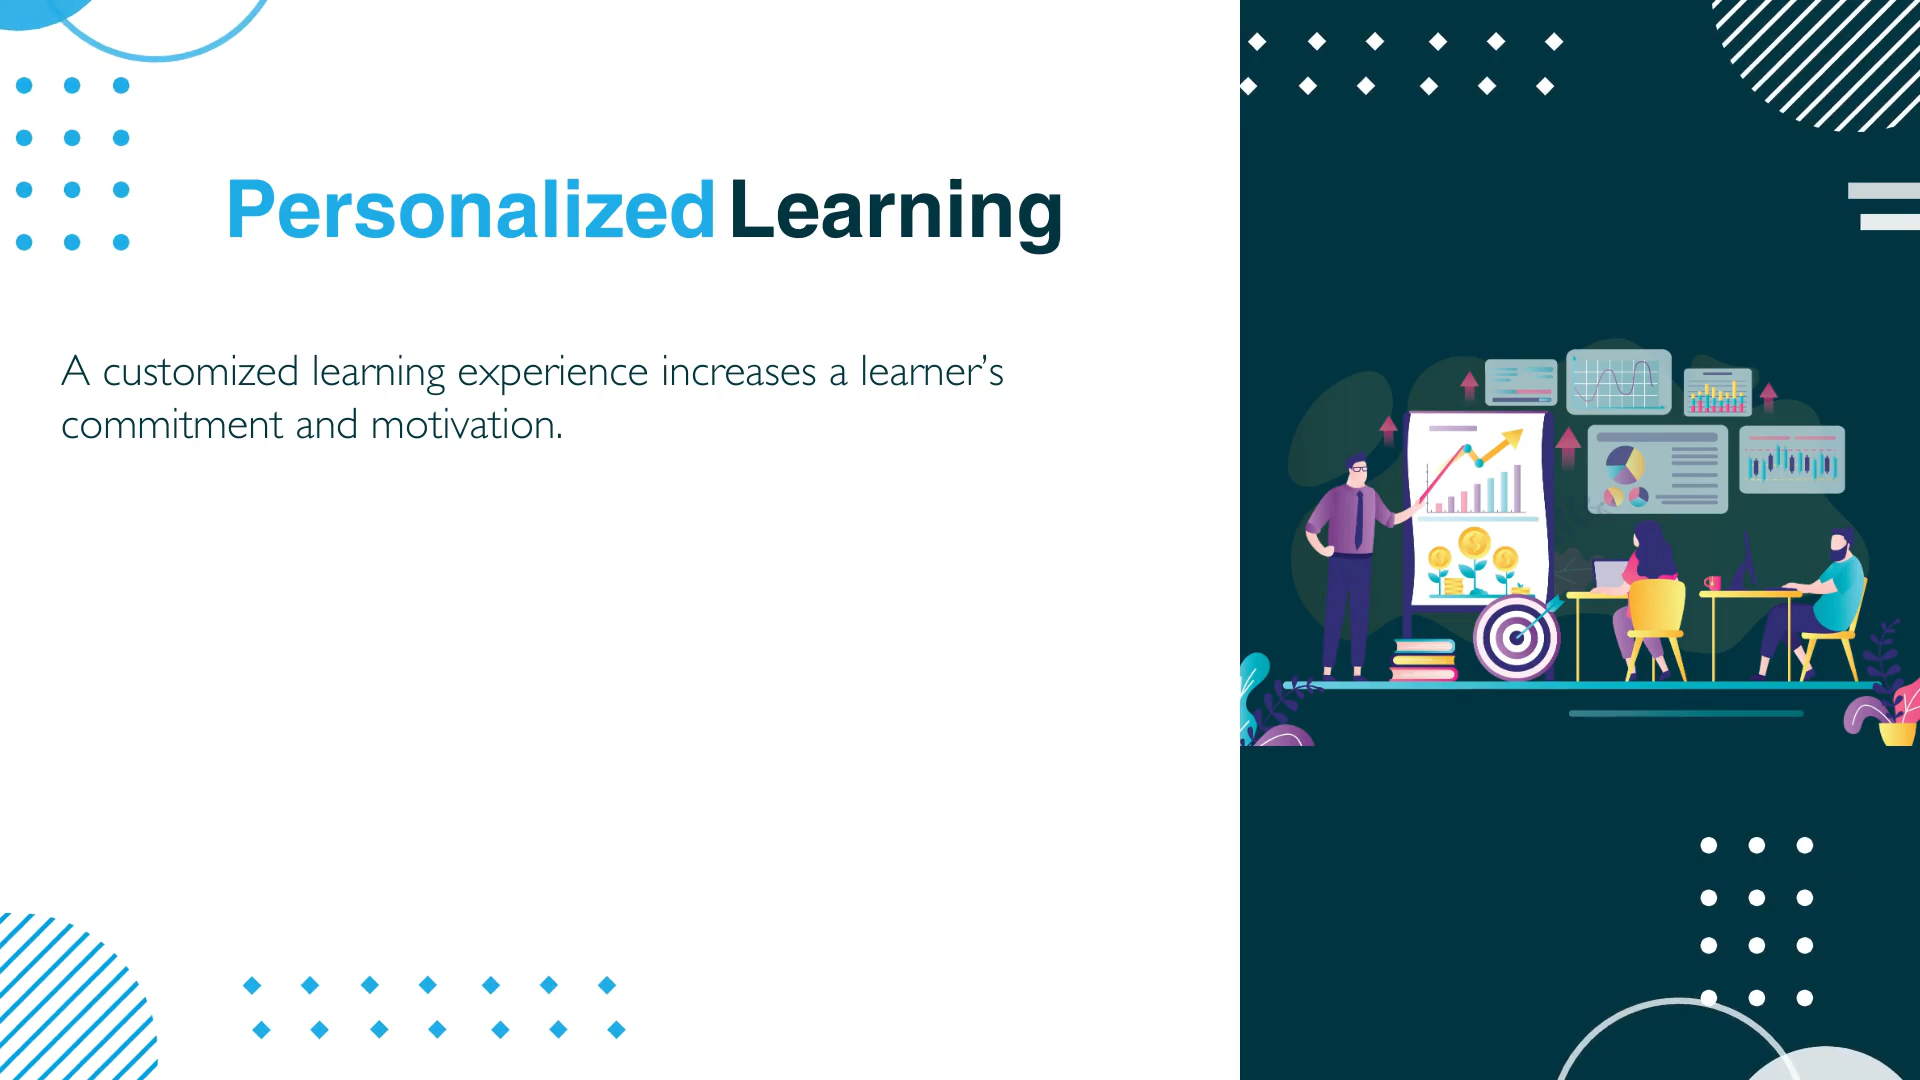 Personalized Learning
A customized learning experience increases a learner’s
commitment and motivation.